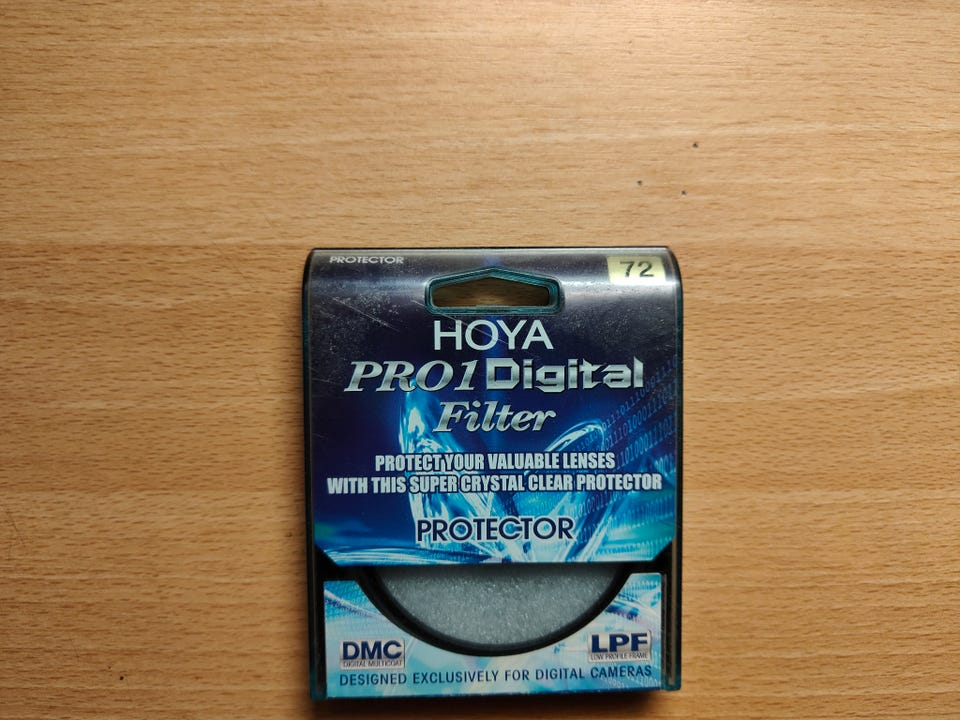 PROTECTOR
72
HOYA
PRO1 Digital
Filter
PROTECT YOUR VALUABLE LENSES
WITH THIS SUPER CRYSTAL CLEAR PROTECTOR
PROTECTOR
DMC
DIGITAL MULTICOAT
LPF
LOW PROFILE FRAME
DESIGNED EXCLUSIVELY FOR DIGITAL CAMERAS